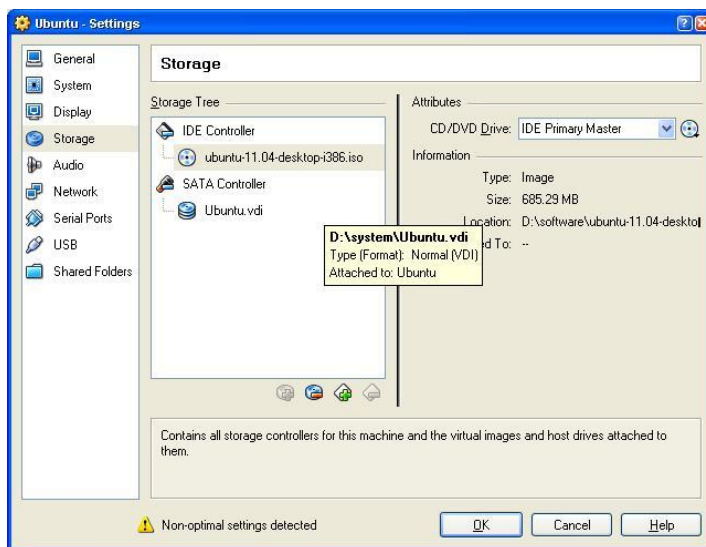 Ubuntu - Settings
General
System
Display
Storage
Audio
Network
Serial Ports
USB
Shared Folders
Storage
Storage Tree
IDE Controller
ubuntu-11.04-desktop-i386.iso
SATA Controller
Ubuntu.vdi
D:\system\Ubuntu.vdi
Type (Format): Normal (VDI)
Attached to: Ubuntu
Attributes
CD/DVD Drive: IDE Primary Master
Information
Type: Image
Size: 685.29 MB
Location: D:\software\ubuntu-11.04-deskto
d To: --
Contains all storage controllers for this machine and the virtual images and host drives attached to
them.
Non-optimal settings detected
OK
Cancel
Help